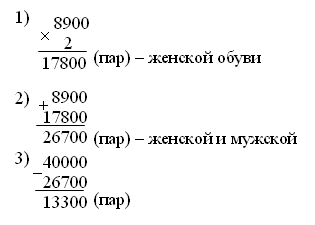 1) 8900
× 2
17800 (пар) – женской обуви
2) 8900
+ 17800
26700 (пар) – женской и мужской
3) 40000
– 26700
13300 (пар)